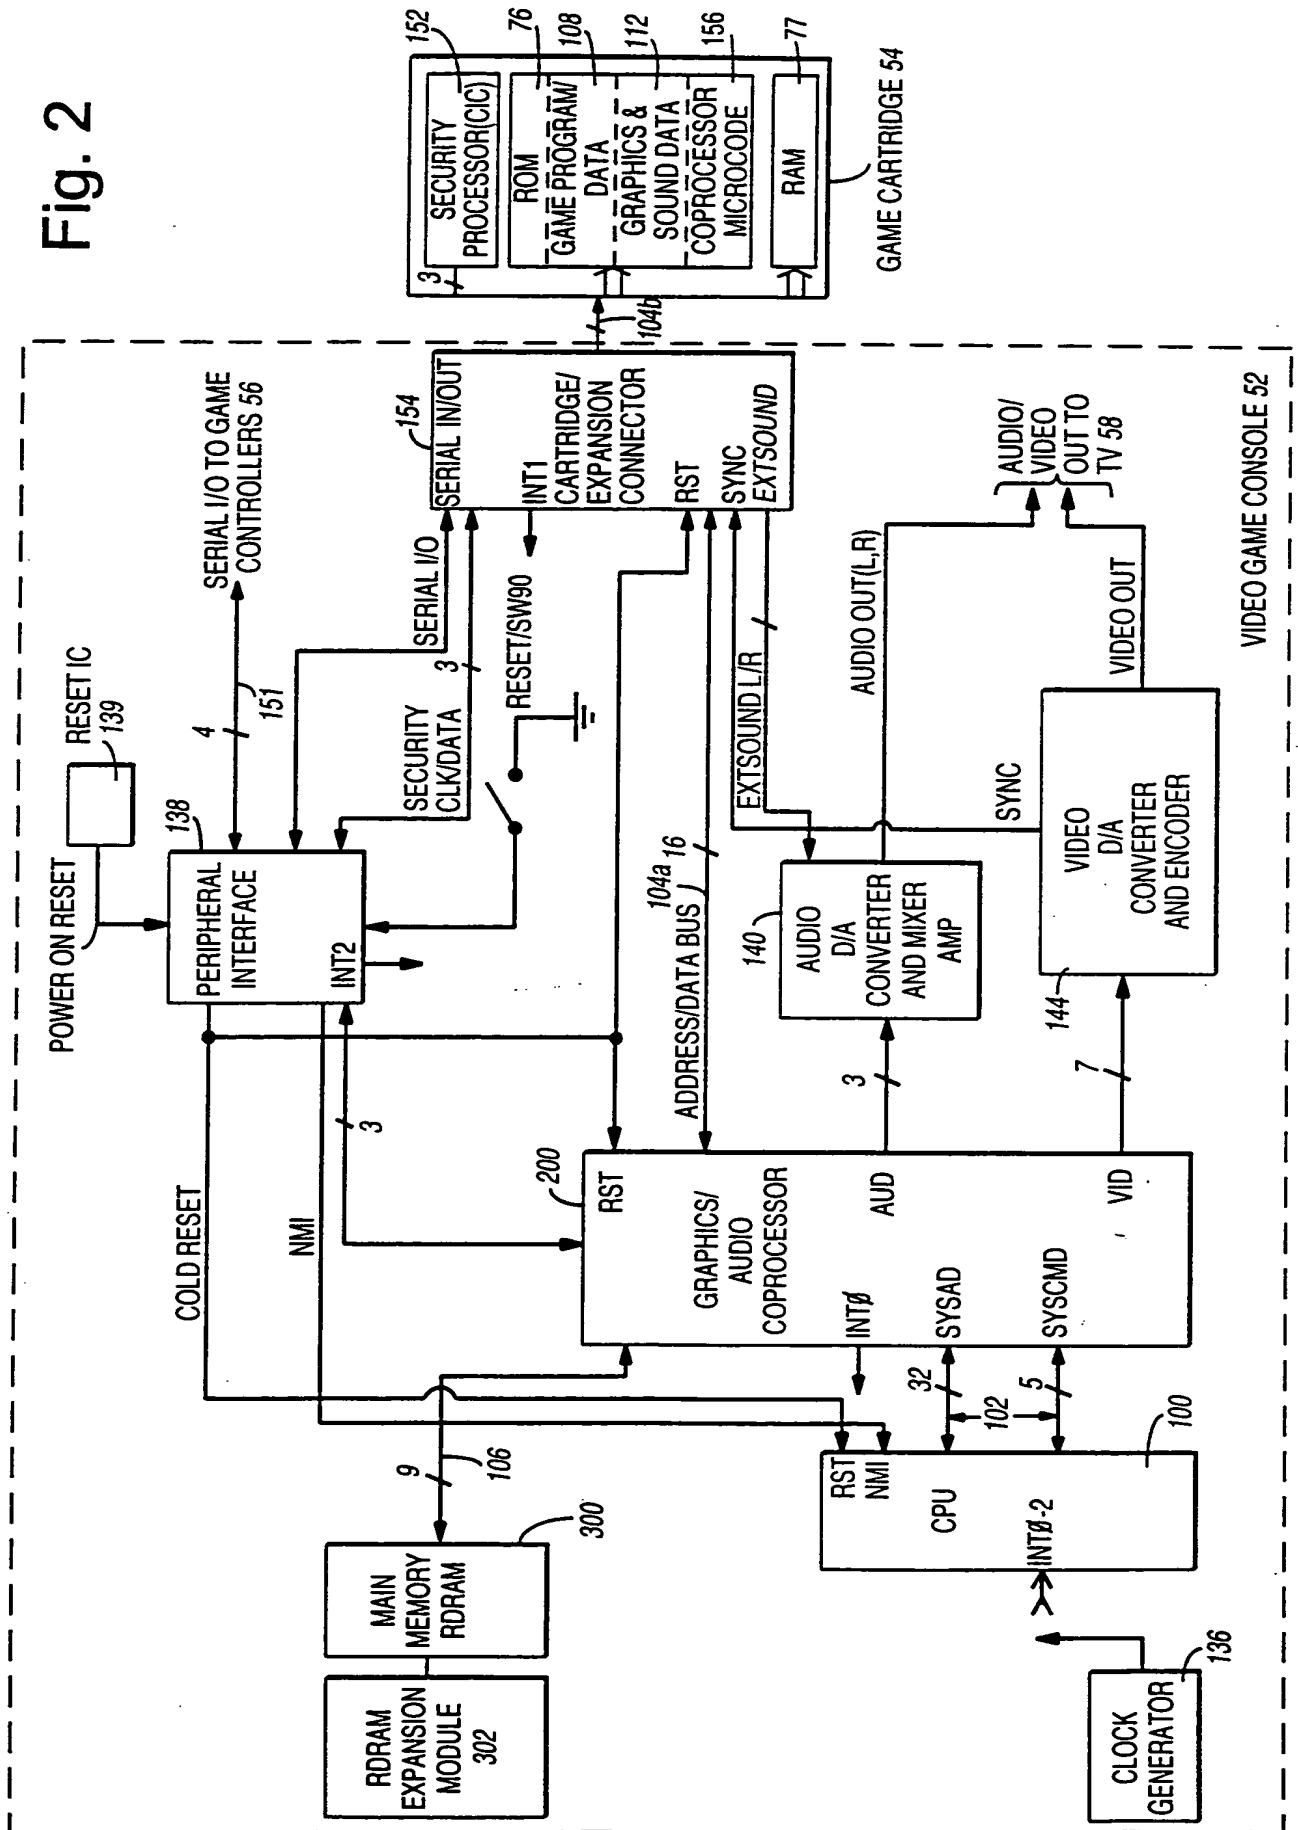 Fig. 2
152
SECURITY
PROCESSOR(CIC)
3
76
ROM
108
GAME PROGRAM/
DATA
112
GRAPHICS &
SOUND DATA
156
COPROCESSOR
MICROCODE
77
RAM
GAME CARTRIDGE 54
104b
154
SERIAL IN/OUT
INT1
CARTRIDGE/
EXPANSION
CONNECTOR
RST
SYNC
EXTSOUND
SERIAL I/O TO GAME
CONTROLLERS 56
4
151
SERIAL I/O
3
SECURITY
CLK/DATA
RESET/SW90
RESET IC
139
POWER ON RESET
138
PERIPHERAL
INTERFACE
INT2
COLD RESET
NMI
3
ADDRESS/DATA BUS
104a
16
EXTSOUND L/R
AUDIO OUT(L,R)
AUDIO/
VIDEO
OUT TO
TV 58
VIDEO OUT
SYNC
140
AUDIO
D/A
CONVERTER
AND MIXER
AMP
144
VIDEO
D/A
CONVERTER
AND ENCODER
VIDEO GAME CONSOLE 52
3
7
200
RST
GRAPHICS/
AUDIO
COPROCESSOR
AUD
VID
INTØ
SYSAD
SYSCMD
32
5
102
9
106
300
MAIN
MEMORY
RDRAM
RDRAM
EXPANSION
MODULE
302
100
RST
NMI
CPU
INTØ-2
136
CLOCK
GENERATOR